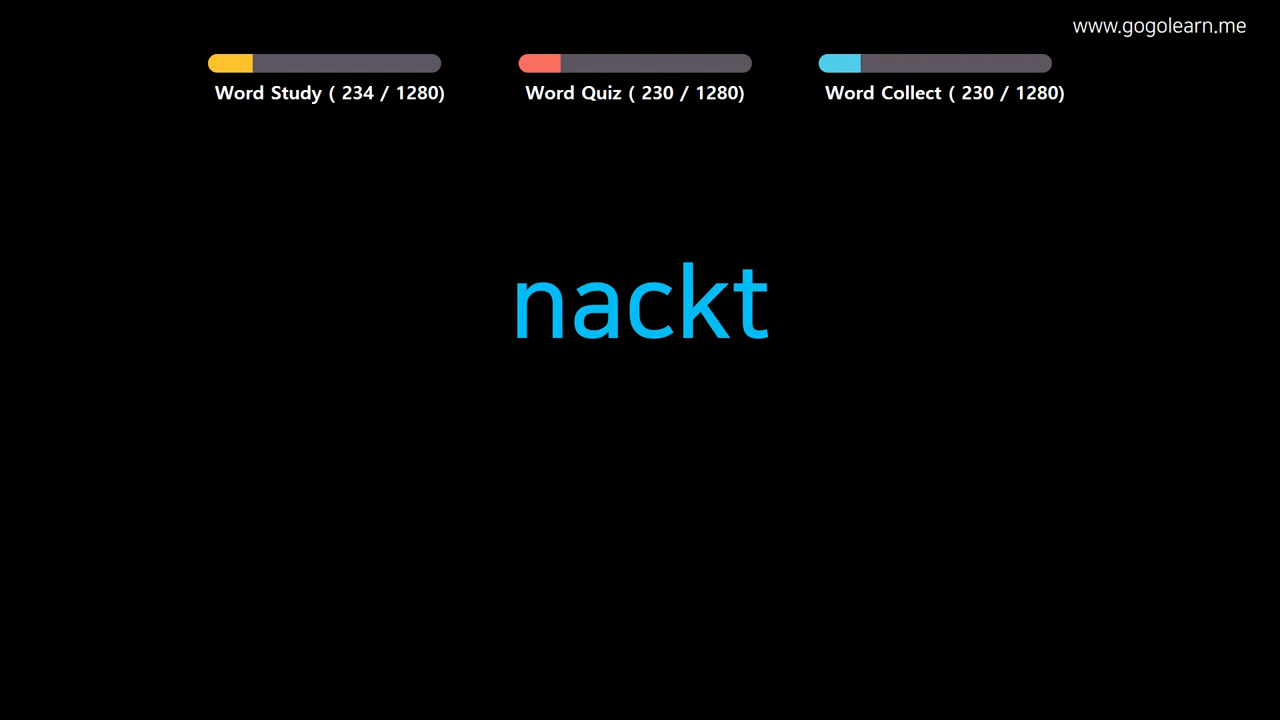 www.gogolearn.me
Word Study ( 234 / 1280)
Word Quiz ( 230 / 1280)
Word Collect ( 230 / 1280)
nackt